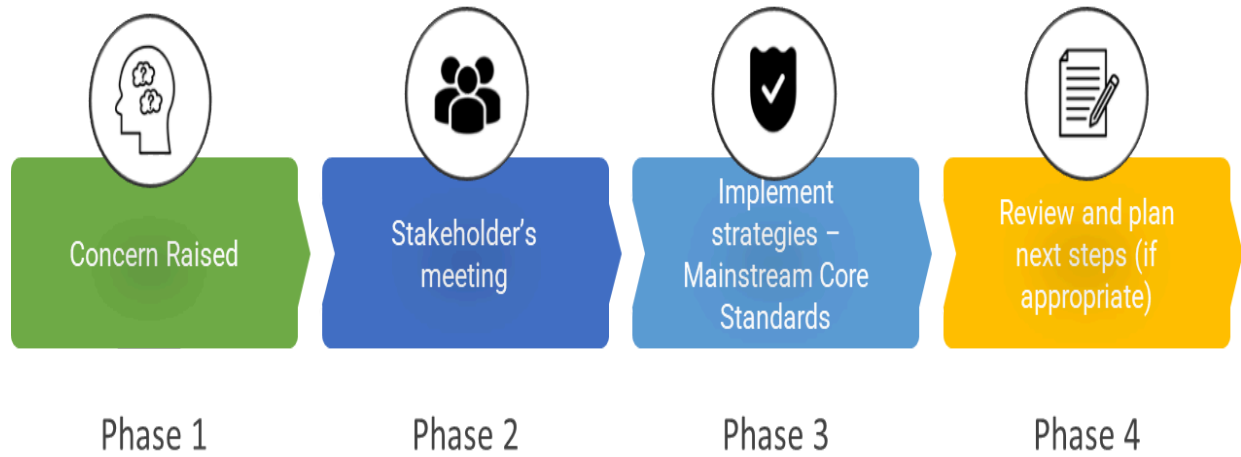 Concern Raised
Stakeholder’s
meeting
Implement
strategies –
Mainstream Core
Standards
Review and plan
next steps (if
appropriate)
Phase 1
Phase 2
Phase 3
Phase 4